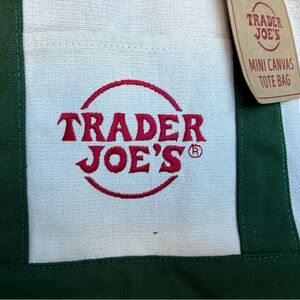 TRADER
JOE'S®
TRADER
JOE'S
MINI CANVAS
TOTE BAG